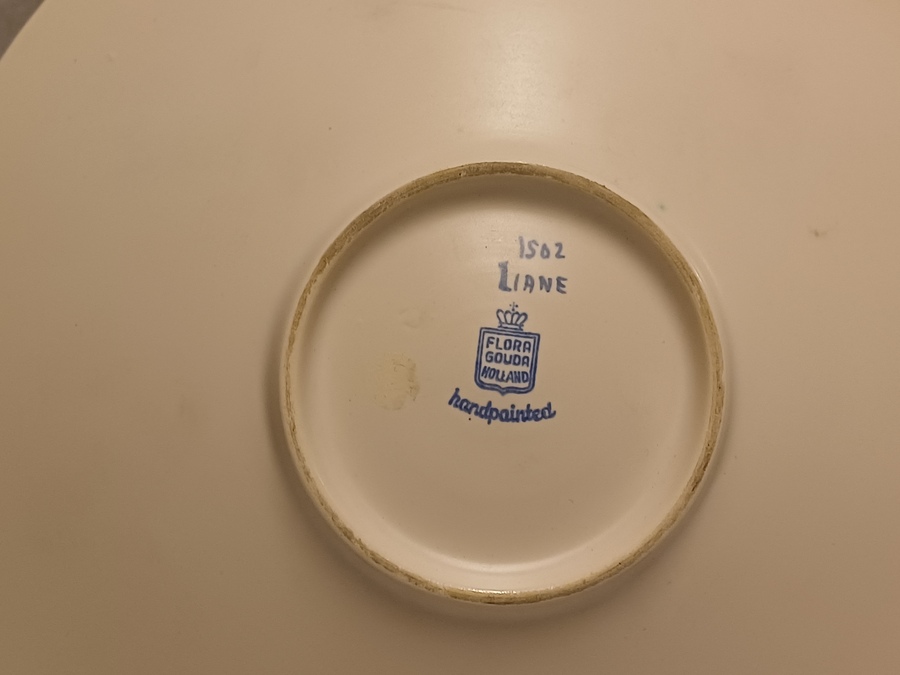 1502
LIANE
FLORA
GOUDA
HOLLAND
handpainted